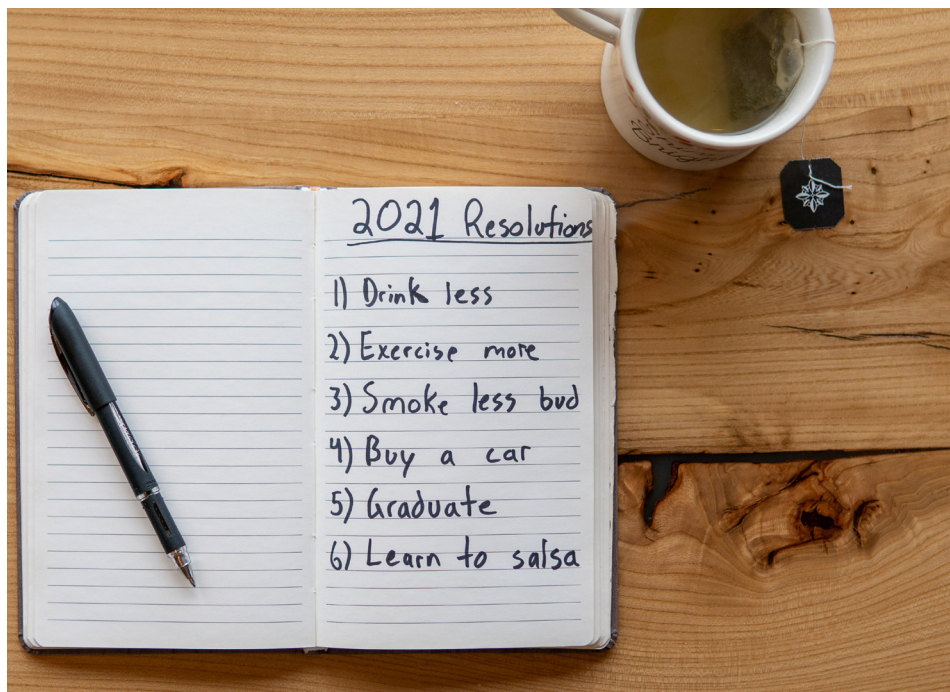 2021 Resolutions
1) Drink less
2) Exercise more
3) Smoke less bud
4) Buy a car
5) Graduate
6) Learn to salsa